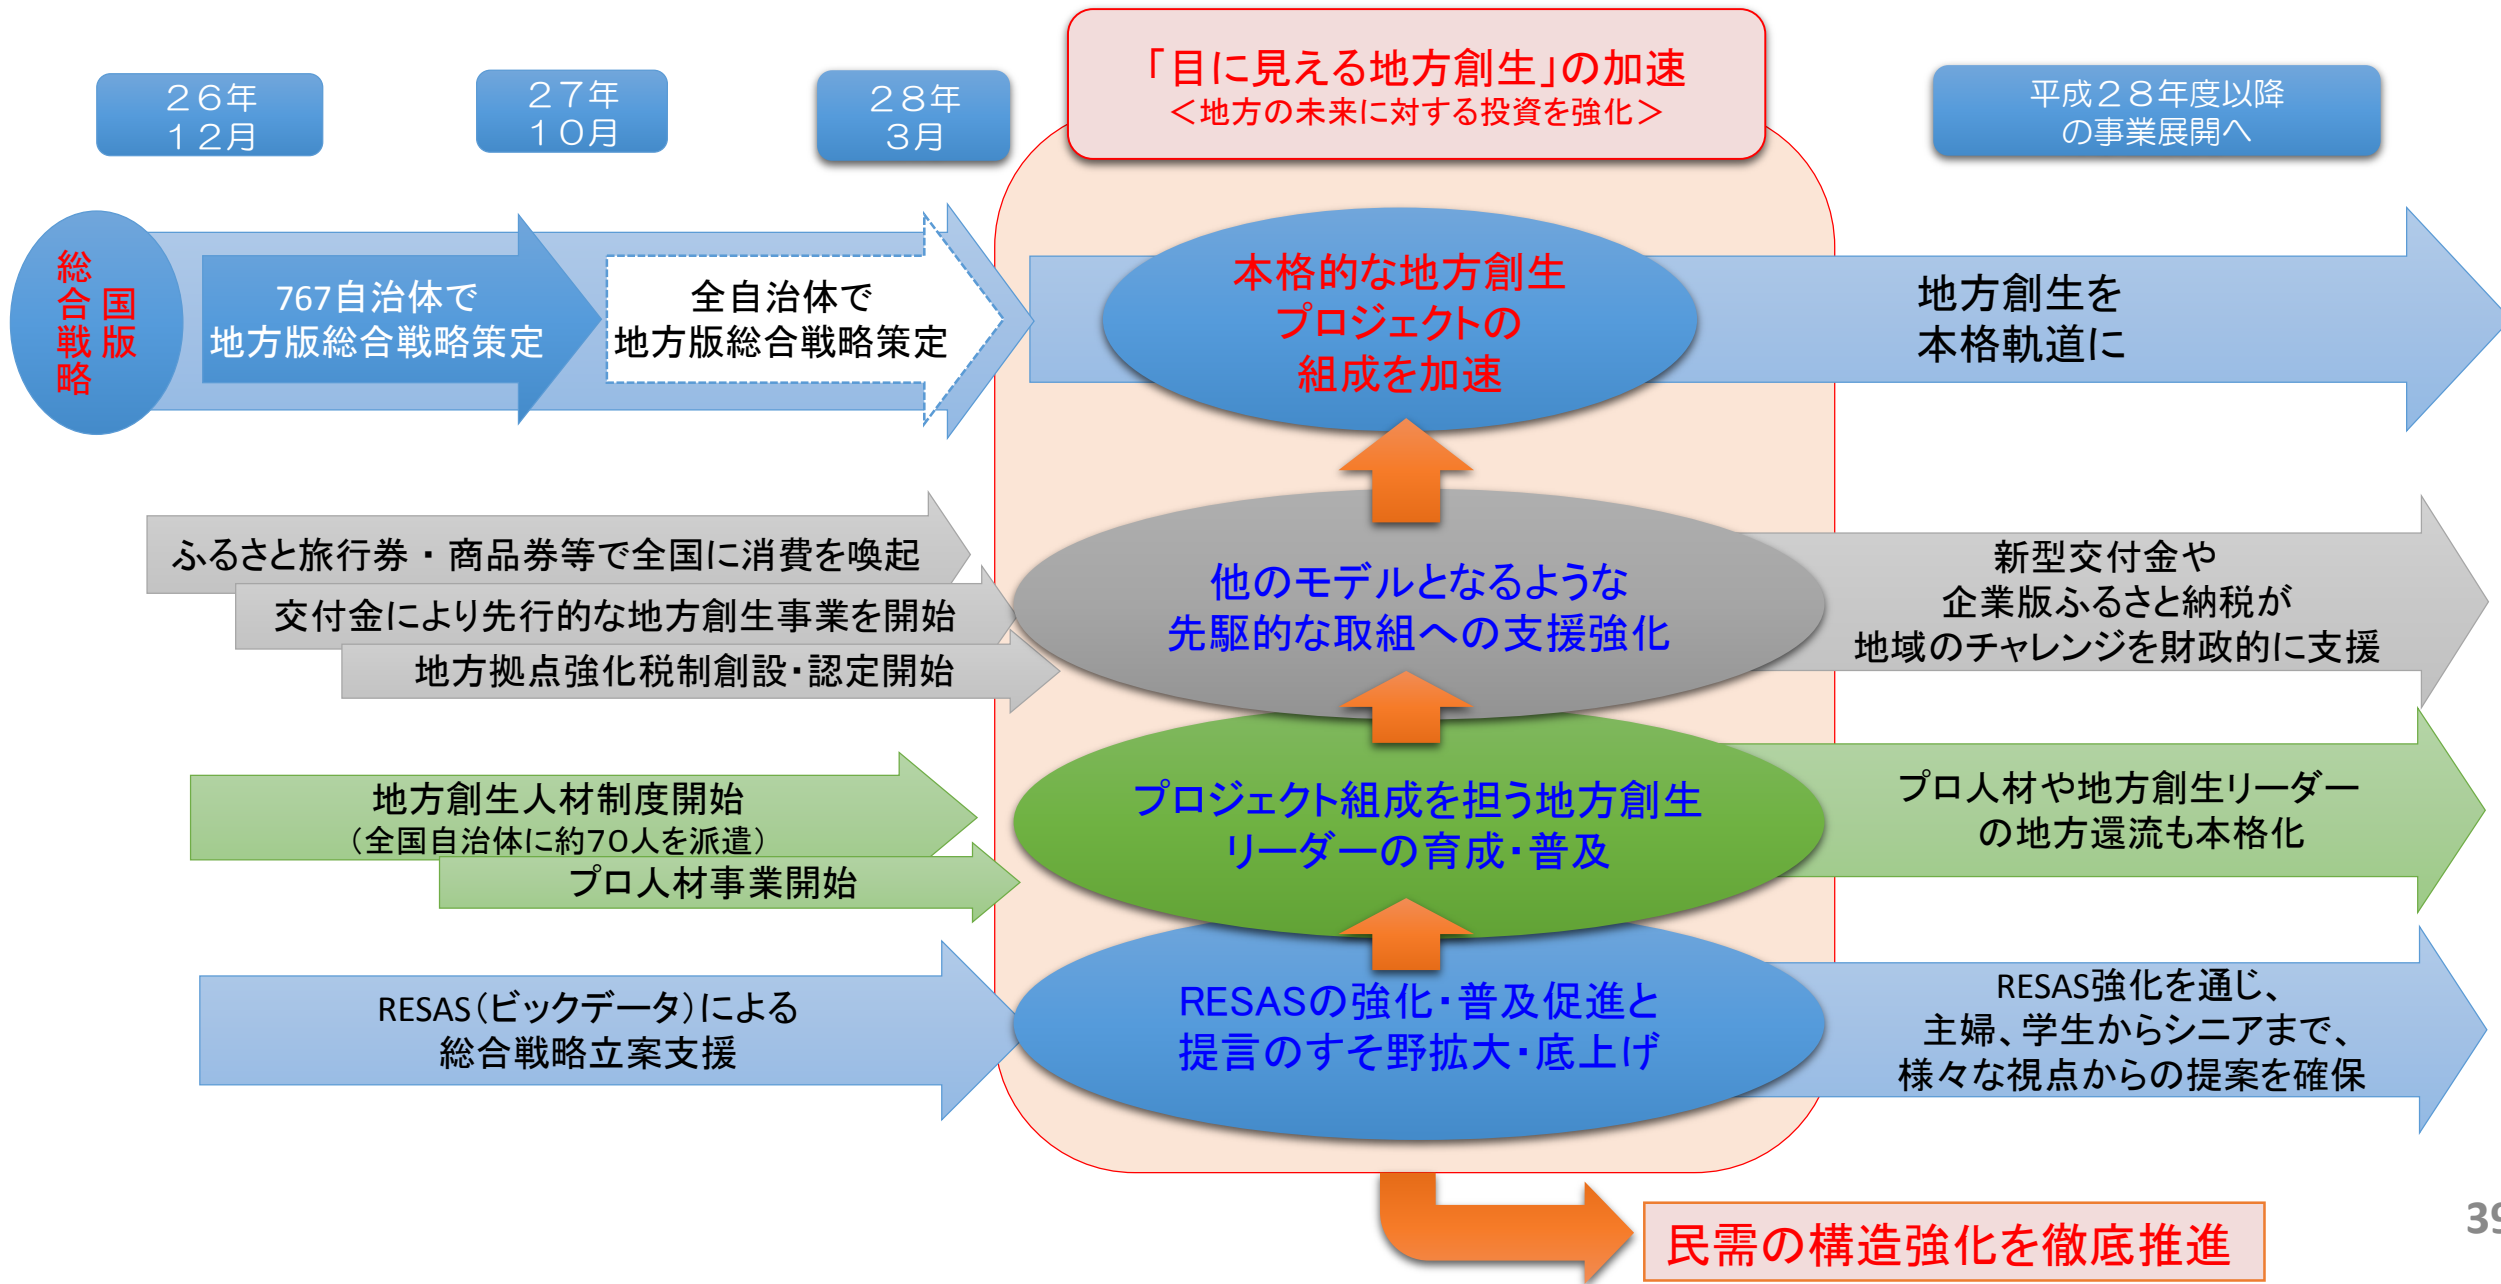 ２６年
１２月
２７年
１０月
２８年
３月
「目に見える地方創生」の加速
＜地方の未来に対する投資を強化＞
平成２８年度以降
の事業展開へ
国版
総合戦略
767自治体で
地方版総合戦略策定
全自治体で
地方版総合戦略策定
本格的な地方創生
プロジェクトの
組成を加速
地方創生を
本格軌道に
ふるさと旅行券・商品券等で全国に消費を喚起
交付金により先行的な地方創生事業を開始
地方拠点強化税制創設・認定開始
他のモデルとなるような
先駆的な取組への支援強化
新型交付金や
企業版ふるさと納税が
地域のチャレンジを財政的に支援
地方創生人材制度開始
（全国自治体に約７０人を派遣）
プロ人材事業開始
プロジェクト組成を担う地方創生
リーダーの育成・普及
プロ人材や地方創生リーダー
の地方還流も本格化
RESAS（ビックデータ）による
総合戦略立案支援
RESASの強化・普及促進と
提言のすそ野拡大・底上げ
RESAS強化を通じ、
主婦、学生からシニアまで、
様々な視点からの提案を確保
民需の構造強化を徹底推進
39